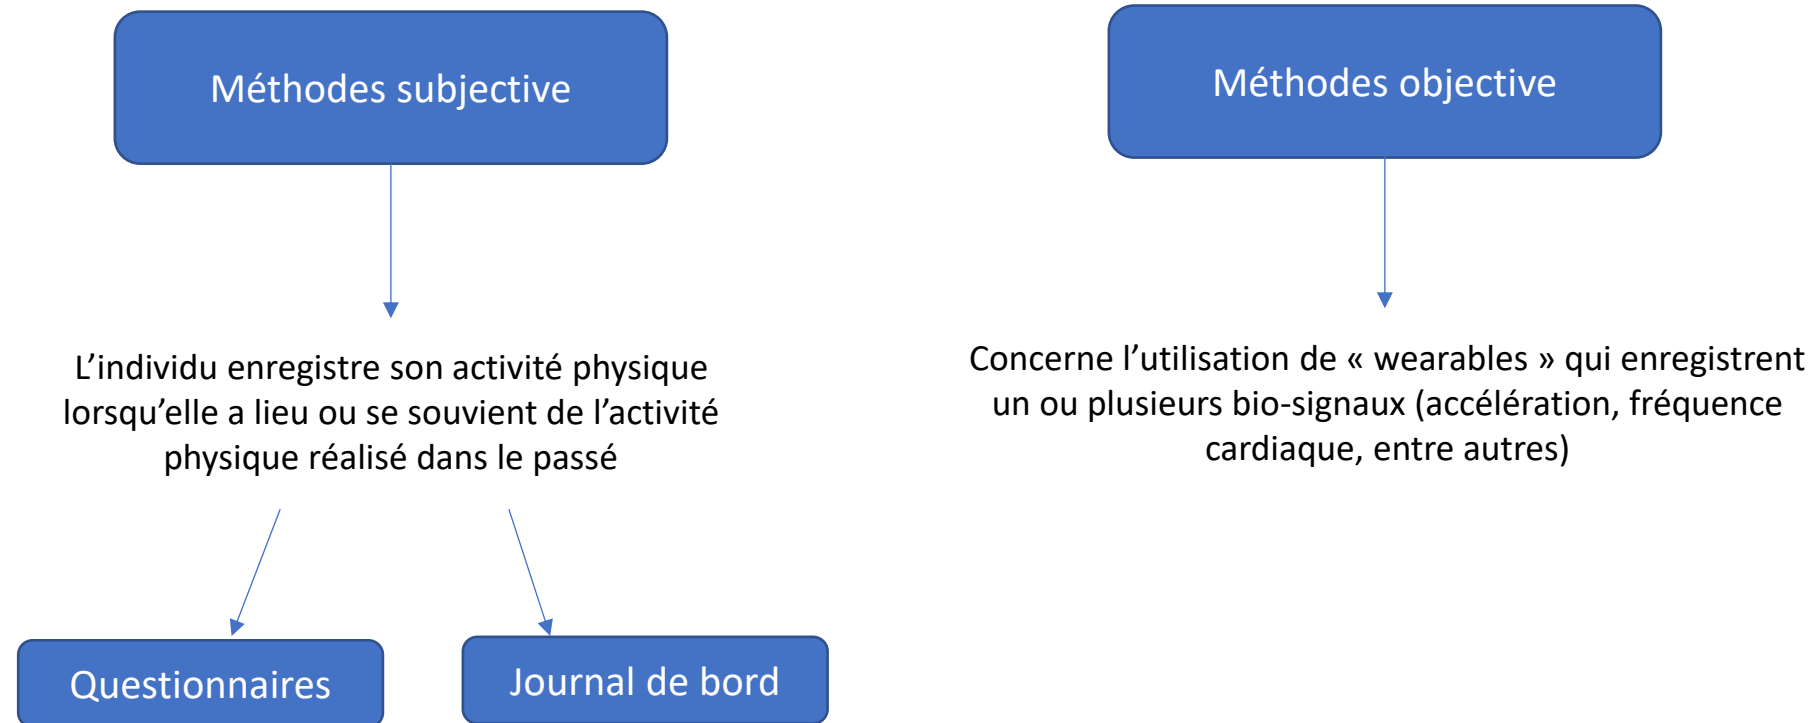 Méthodes subjective
Méthodes objective
L’individu enregistre son activité physique
lorsqu’elle a lieu ou se souvient de l’activité
physique réalisé dans le passé
Concerne l’utilisation de « wearables » qui enregistrent
un ou plusieurs bio-signaux (accélération, fréquence
cardiaque, entre autres)
Questionnaires
Journal de bord